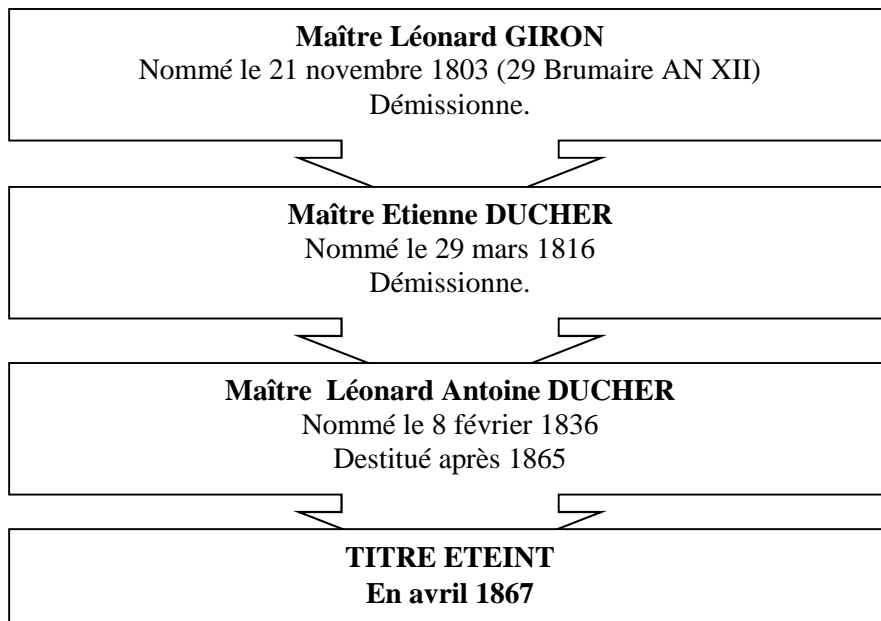 Maître Léonard GIRON
Nommé le 21 novembre 1803 (29 Brumaire AN XII)
Démissionne.
Maître Etienne DUCHER
Nommé le 29 mars 1816
Démissionne.
Maître Léonard Antoine DUCHER
Nommé le 8 février 1836
Destitué après 1865
TITRE ETEINT
En avril 1867